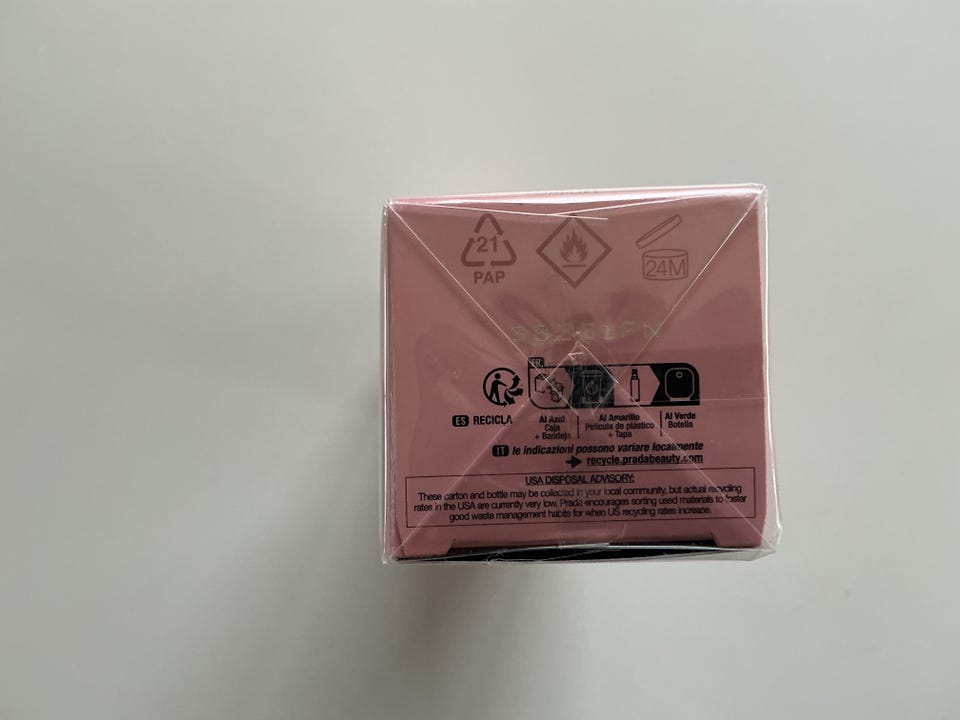 21
PAP
24M
FR
ES RECICLA
Al Azul
Caja
+ Bandeja
Al Amarillo
Película de plástico
+ Tapa
Al Verde
Botella
IT le indicazioni possono variare localmente
recycle.pradabeauty.com
USA DISPOSAL ADVISORY:
These carton and bottle may be collected in your local community, but actual recycling
rates in the USA are currently very low. Prada encourages sorting used materials to foster
good waste management habits for when US recycling rates increase.